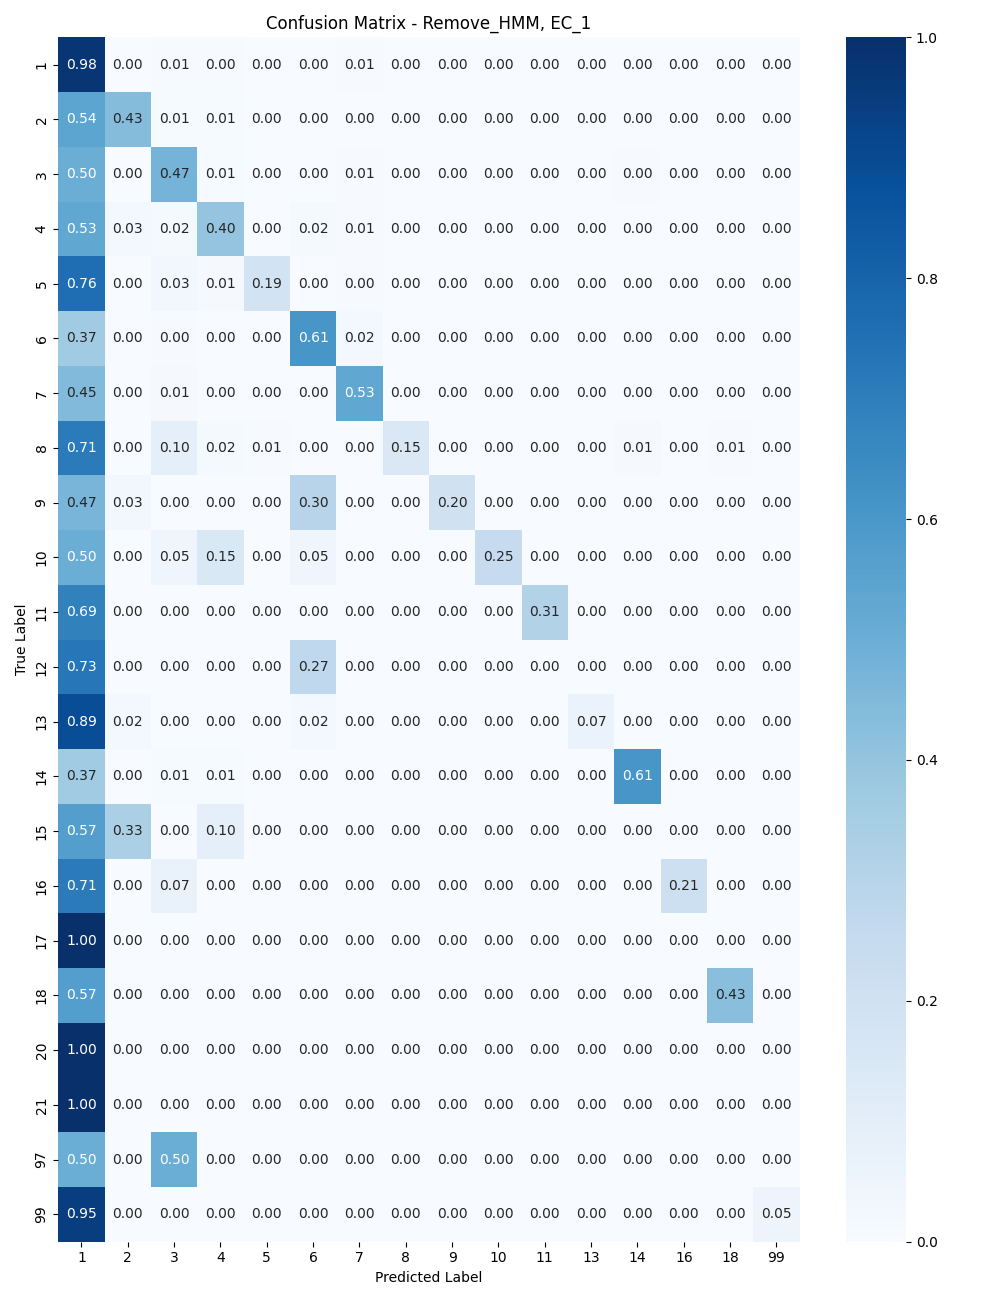 Confusion Matrix - Remove_HMM, EC_1
1 0.98 0.00 0.01 0.00 0.00 0.00 0.01 0.00 0.00 0.00 0.00 0.00 0.00 0.00 0.00 0.00
2 0.54 0.43 0.01 0.01 0.00 0.00 0.00 0.00 0.00 0.00 0.00 0.00 0.00 0.00 0.00 0.00
3 0.50 0.00 0.47 0.01 0.00 0.00 0.01 0.00 0.00 0.00 0.00 0.00 0.00 0.00 0.00 0.00
4 0.53 0.03 0.02 0.40 0.00 0.02 0.01 0.00 0.00 0.00 0.00 0.00 0.00 0.00 0.00 0.00
5 0.76 0.00 0.03 0.01 0.19 0.00 0.00 0.00 0.00 0.00 0.00 0.00 0.00 0.00 0.00 0.00
6 0.37 0.00 0.00 0.00 0.00 0.61 0.02 0.00 0.00 0.00 0.00 0.00 0.00 0.00 0.00 0.00
7 0.45 0.00 0.01 0.00 0.00 0.00 0.53 0.00 0.00 0.00 0.00 0.00 0.00 0.00 0.00 0.00
8 0.71 0.00 0.10 0.02 0.01 0.00 0.00 0.15 0.00 0.00 0.00 0.00 0.01 0.00 0.01 0.00
9 0.47 0.03 0.00 0.00 0.00 0.30 0.00 0.00 0.20 0.00 0.00 0.00 0.00 0.00 0.00 0.00
10 0.50 0.00 0.05 0.15 0.00 0.05 0.00 0.00 0.00 0.25 0.00 0.00 0.00 0.00 0.00 0.00
11 0.69 0.00 0.00 0.00 0.00 0.00 0.00 0.00 0.00 0.00 0.31 0.00 0.00 0.00 0.00 0.00
12 0.73 0.00 0.00 0.00 0.00 0.27 0.00 0.00 0.00 0.00 0.00 0.00 0.00 0.00 0.00 0.00
13 0.89 0.02 0.00 0.00 0.00 0.02 0.00 0.00 0.00 0.00 0.00 0.07 0.00 0.00 0.00 0.00
14 0.37 0.00 0.01 0.01 0.00 0.00 0.00 0.00 0.00 0.00 0.00 0.00 0.61 0.00 0.00 0.00
15 0.57 0.33 0.00 0.10 0.00 0.00 0.00 0.00 0.00 0.00 0.00 0.00 0.00 0.00 0.00 0.00
16 0.71 0.00 0.07 0.00 0.00 0.00 0.00 0.00 0.00 0.00 0.00 0.00 0.00 0.21 0.00 0.00
17 1.00 0.00 0.00 0.00 0.00 0.00 0.00 0.00 0.00 0.00 0.00 0.00 0.00 0.00 0.00 0.00
18 0.57 0.00 0.00 0.00 0.00 0.00 0.00 0.00 0.00 0.00 0.00 0.00 0.00 0.00 0.43 0.00
20 1.00 0.00 0.00 0.00 0.00 0.00 0.00 0.00 0.00 0.00 0.00 0.00 0.00 0.00 0.00 0.00
21 1.00 0.00 0.00 0.00 0.00 0.00 0.00 0.00 0.00 0.00 0.00 0.00 0.00 0.00 0.00 0.00
97 0.50 0.00 0.50 0.00 0.00 0.00 0.00 0.00 0.00 0.00 0.00 0.00 0.00 0.00 0.00 0.00
99 0.95 0.00 0.00 0.00 0.00 0.00 0.00 0.00 0.00 0.00 0.00 0.00 0.00 0.00 0.00 0.05
1 2 3 4 5 6 7 8 9 10 11 13 14 16 18 99
Predicted Label
True Label
1.0
0.8
0.6
0.4
0.2
0.0